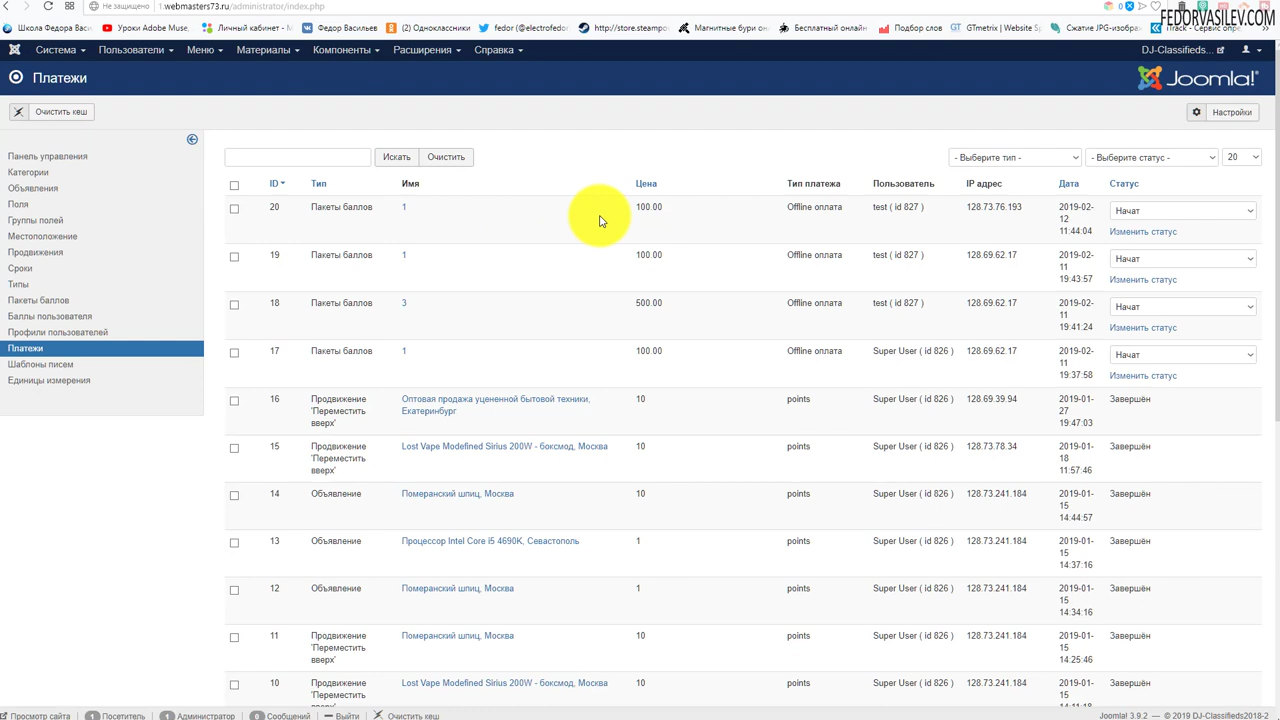 Не защищено 1.webmasters73.ru/administrator/index.php
FEDORVASILEV.COM
Школа Федора Васил Уроки Adobe Muse, Личный кабинет - Федор Васильев (2) Одноклассники fedor (@electrofedor http://store.steampo Магнитные бури он Бесплатный онлайн Подбор слов GTmetrix | Website S Сжатие JPG-изображ iTrack - Сервис опре
Система Пользователи Меню Материалы Компоненты Расширения Справка DJ-Classifieds...
Платежи Joomla!
Очистить кеш Настройки
Панель управления
Категории
Объявления
Поля
Группы полей
Местоположение
Продвижения
Сроки
Типы
Пакеты баллов
Баллы пользователя
Профили пользователей
Платежи
Шаблоны писем
Единицы измерения
Искать Очистить - Выберите тип - - Выберите статус - 20
ID Тип Имя Цена Тип платежа Пользователь IP адрес Дата Статус
20 Пакеты баллов 1 100.00 Offline оплата test ( id 827 ) 128.73.76.193 2019-02-12 11:44:04 Начат
Изменить статус
19 Пакеты баллов 1 100.00 Offline оплата test ( id 827 ) 128.69.62.17 2019-02-11 19:43:57 Начат
Изменить статус
18 Пакеты баллов 3 500.00 Offline оплата test ( id 827 ) 128.69.62.17 2019-02-11 19:41:24 Начат
Изменить статус
17 Пакеты баллов 1 100.00 Offline оплата Super User ( id 826 ) 128.69.62.17 2019-02-11 19:37:58 Начат
Изменить статус
16 Продвижение 'Переместить вверх' Оптовая продажа уцененной бытовой техники, Екатеринбург 10 points Super User ( id 826 ) 128.69.39.94 2019-01-27 19:47:03 Завершён
15 Продвижение 'Переместить вверх' Lost Vape Modefined Sirius 200W - боксмод, Москва 10 points Super User ( id 826 ) 128.73.78.34 2019-01-18 11:57:46 Завершён
14 Объявление Померанский шпиц, Москва 10 points Super User ( id 826 ) 128.73.241.184 2019-01-15 14:44:57 Завершён
13 Объявление Процессор Intel Core i5 4690K, Севастополь 1 points Super User ( id 826 ) 128.73.241.184 2019-01-15 14:37:16 Завершён
12 Объявление Померанский шпиц, Москва 1 points Super User ( id 826 ) 128.73.241.184 2019-01-15 14:34:16 Завершён
11 Продвижение 'Переместить вверх' Померанский шпиц, Москва 10 points Super User ( id 826 ) 128.73.241.184 2019-01-15 14:25:46 Завершён
10 Продвижение 'Переместить Lost Vape Modefined Sirius 200W - боксмод, Москва 10 points Super User ( id 826 ) 128.73.241.184 2019-01-15 Завершён
Просмотр сайта 1 Посетитель 1 Администратор 0 Сообщений Выйти Очистить кеш Joomla! 3.9.2 — © 2019 DJ-Classifieds2018-2